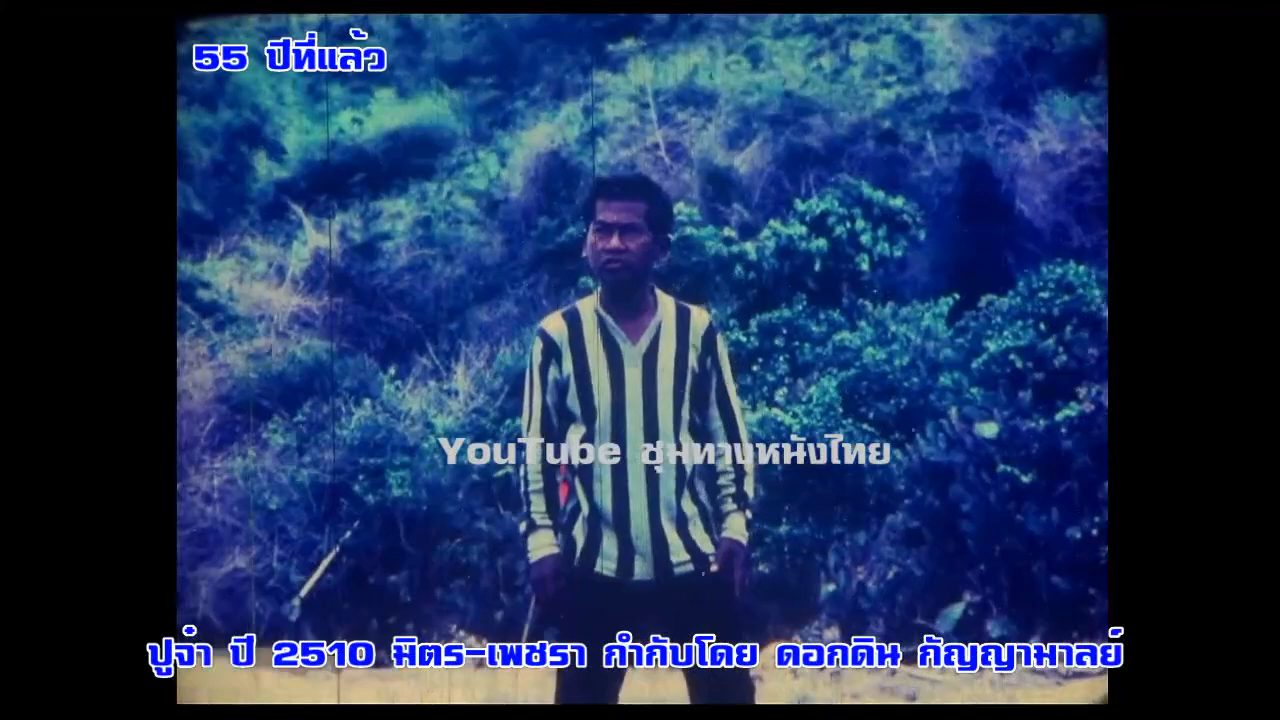 55 ปีที่แล้ว
YouTube ชุมทางหนังไทย
ปูจ๋า ปี 2510 มิตร-เพชรา กำกับโดย ดอกดิน กัญญามาลย์